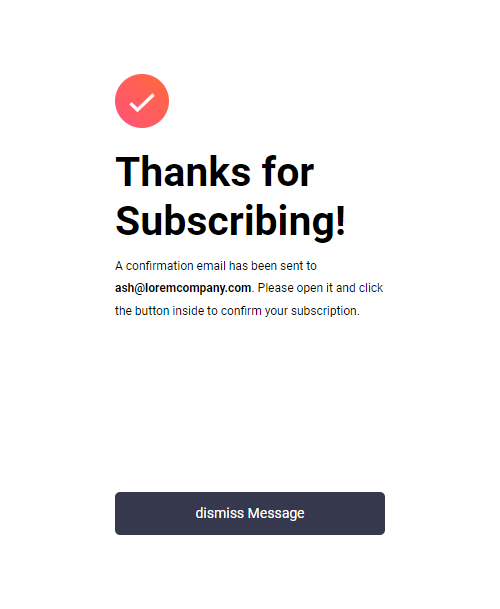 Thanks for
Subscribing!
A confirmation email has been sent to
ash@loremcompany.com. Please open it and click
the button inside to confirm your subscription.
dismiss Message